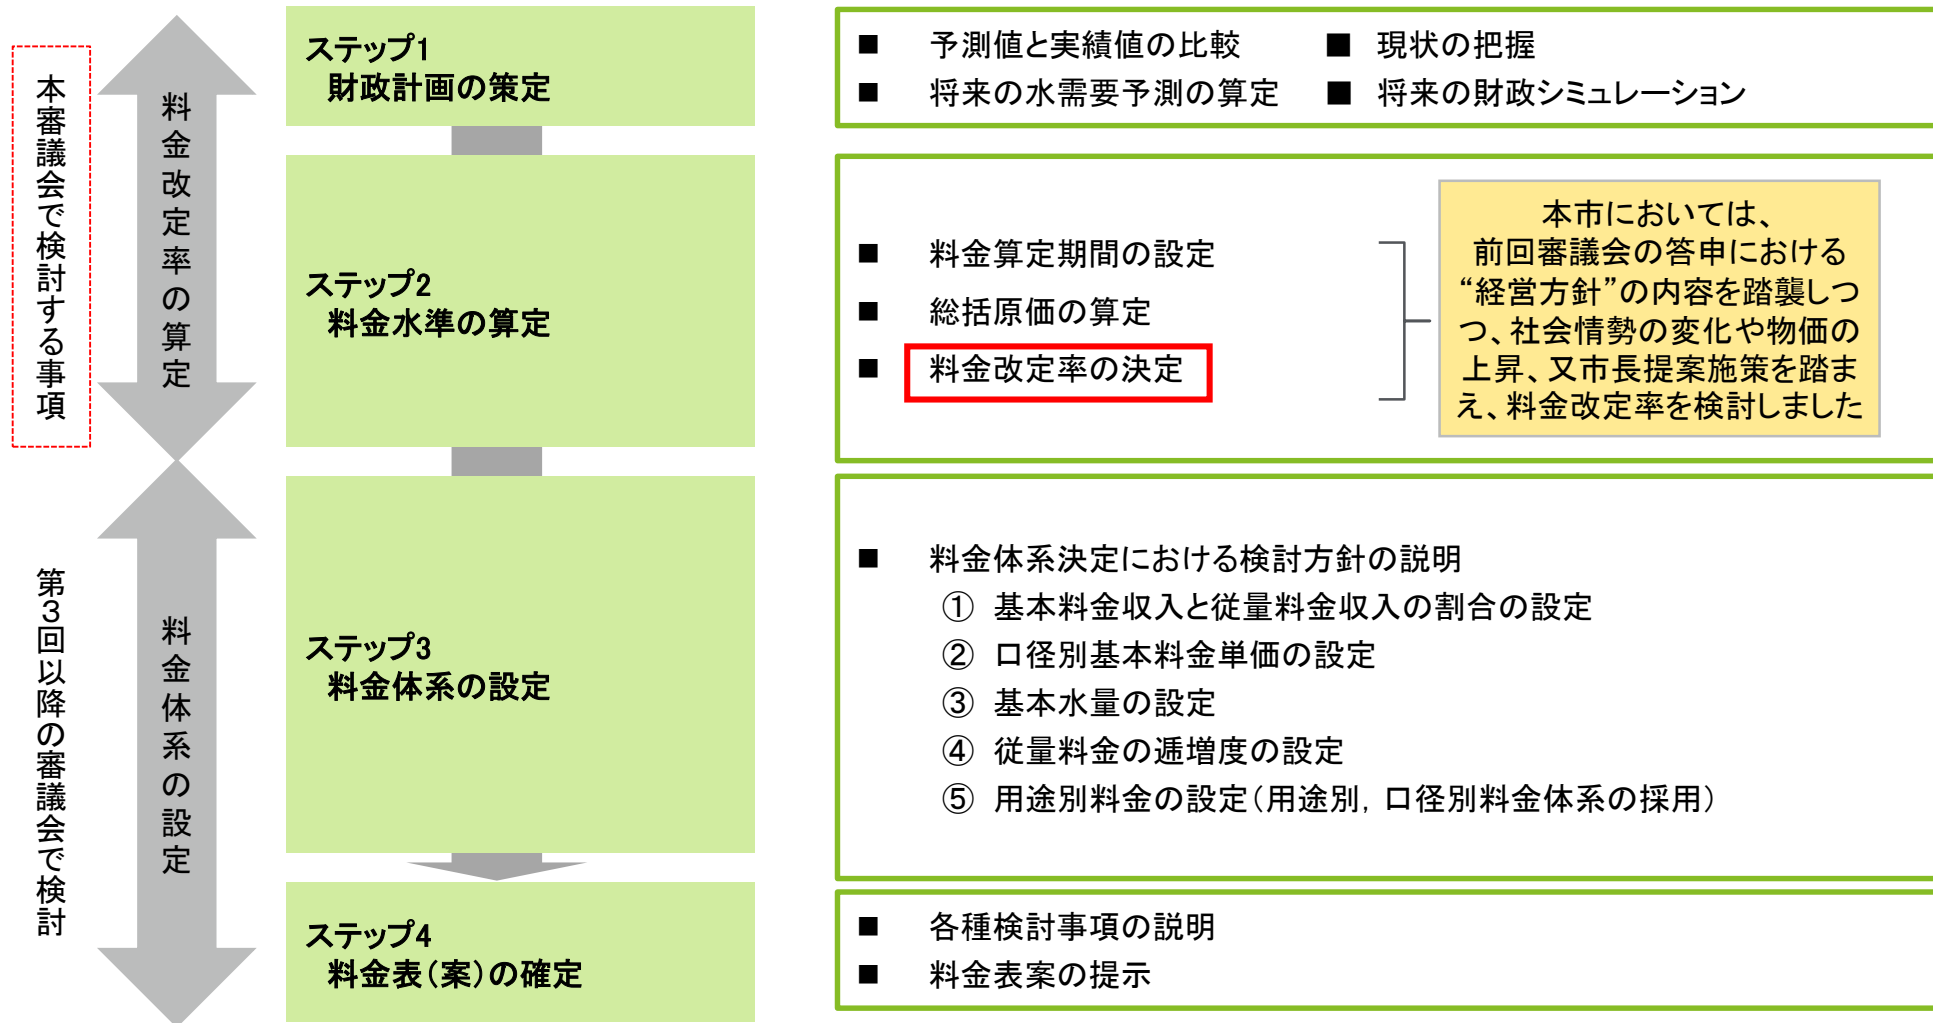 本審議会で検討する事項
料金改定率の算定
ステップ1
財政計画の策定
■ 予測値と実績値の比較 ■ 現状の把握
■ 将来の水需要予測の算定 ■ 将来の財政シミュレーション
ステップ2
料金水準の算定
■ 料金算定期間の設定
■ 総括原価の算定
■ 料金改定率の決定
本市においては、
前回審議会の答申における
“経営方針”の内容を踏襲しつ
つ、社会情勢の変化や物価の
上昇、又市長提案施策を踏ま
え、料金改定率を検討しました
第3回以降の審議会で検討
料金体系の設定
ステップ3
料金体系の設定
■ 料金体系決定における検討方針の説明
① 基本料金収入と従量料金収入の割合の設定
② 口径別基本料金単価の設定
③ 基本水量の設定
④ 従量料金の逓増度の設定
⑤ 用途別料金の設定(用途別, 口径別料金体系の採用)
ステップ4
料金表(案)の確定
■ 各種検討事項の説明
■ 料金表案の提示